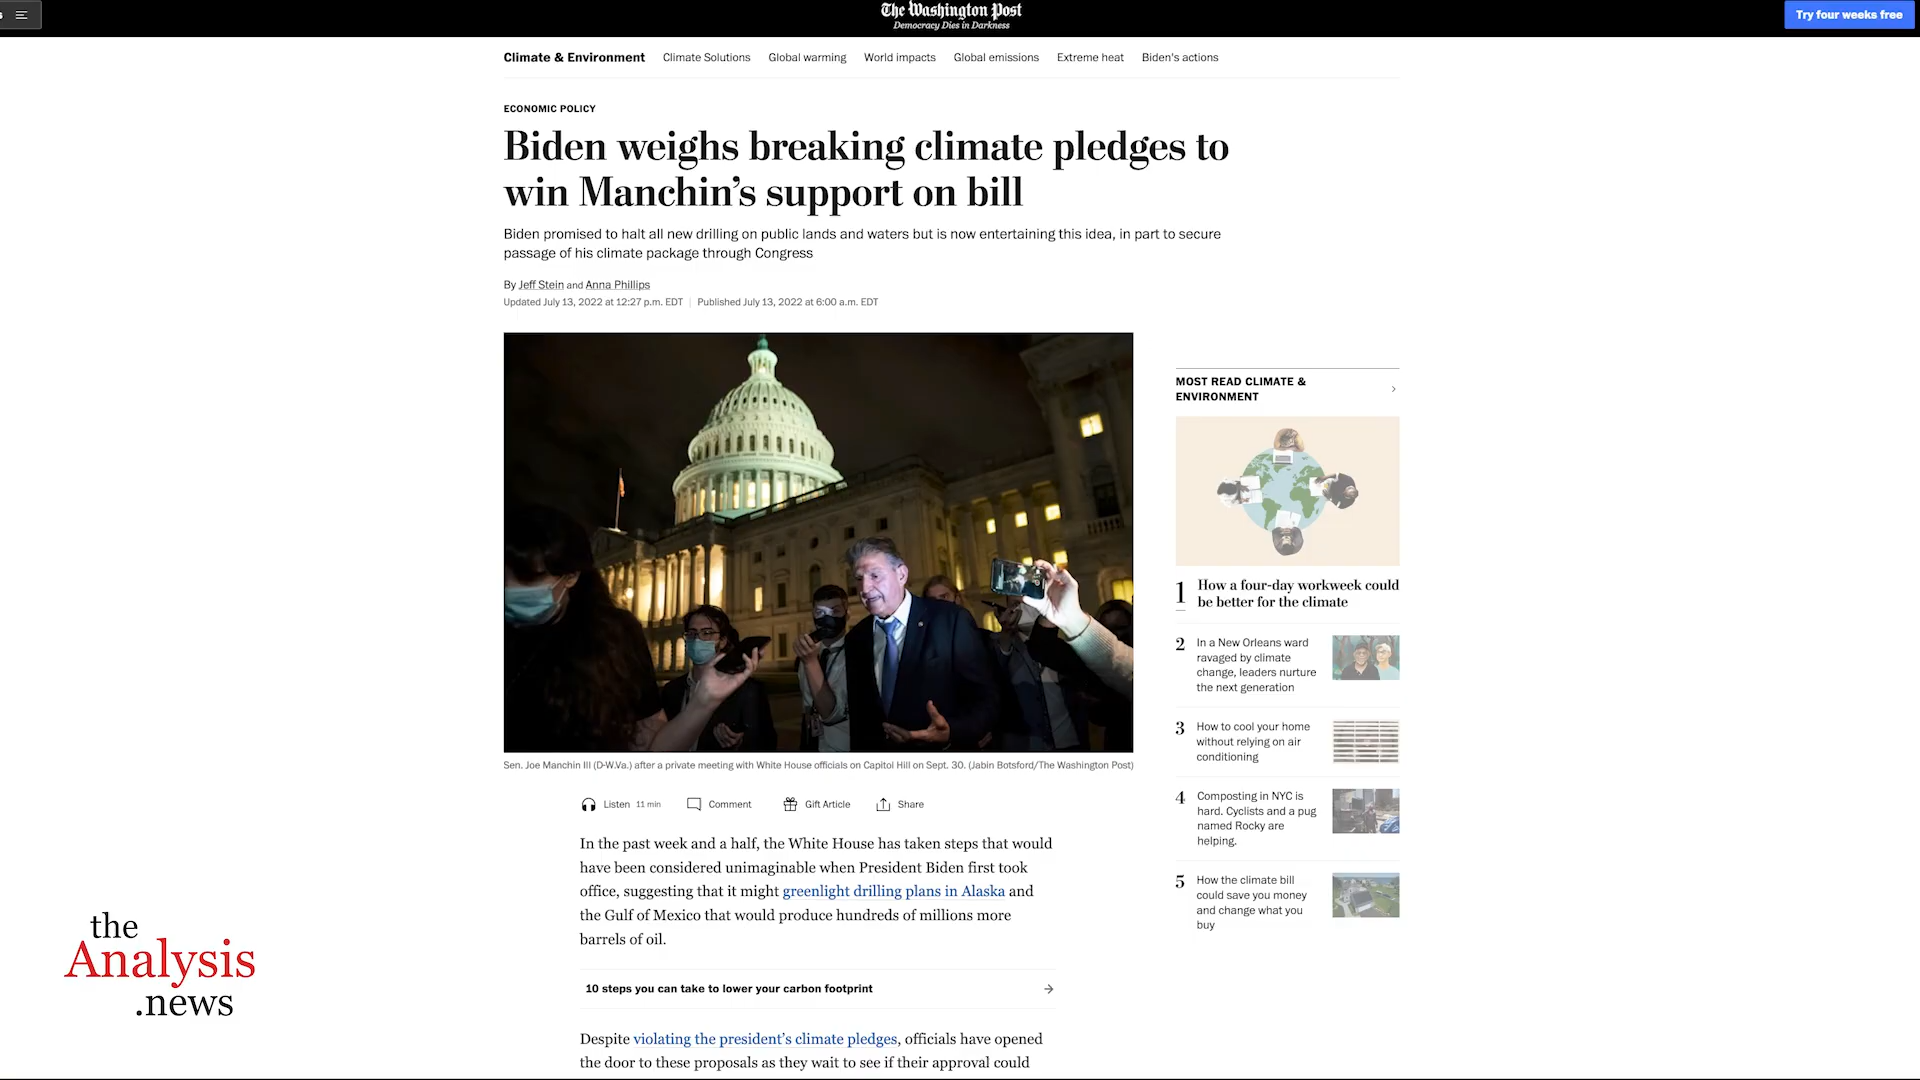 s
The Washington Post
Democracy Dies in Darkness
Try four weeks free
Climate & Environment Climate Solutions Global warming World impacts Global emissions Extreme heat Biden's actions
ECONOMIC POLICY
Biden weighs breaking climate pledges to
win Manchin’s support on bill
Biden promised to halt all new drilling on public lands and waters but is now entertaining this idea, in part to secure
passage of his climate package through Congress
By Jeff Stein and Anna Phillips
Updated July 13, 2022 at 12:27 p.m. EDT | Published July 13, 2022 at 6:00 a.m. EDT
Sen. Joe Manchin III (D-W.Va.) after a private meeting with White House officials on Capitol Hill on Sept. 30. (Jabin Botsford/The Washington Post)
Listen 11 min Comment Gift Article Share
In the past week and a half, the White House has taken steps that would
have been considered unimaginable when President Biden first took
office, suggesting that it might greenlight drilling plans in Alaska and
the Gulf of Mexico that would produce hundreds of millions more
barrels of oil.
10 steps you can take to lower your carbon footprint
Despite violating the president’s climate pledges, officials have opened
the door to these proposals as they wait to see if their approval could
MOST READ CLIMATE &
ENVIRONMENT
1 How a four-day workweek could
be better for the climate
2 In a New Orleans ward
ravaged by climate
change, leaders nurture
the next generation
3 How to cool your home
without relying on air
conditioning
4 Composting in NYC is
hard. Cyclists and a pug
named Rocky are
helping.
5 How the climate bill
could save you money
and change what you
buy
the
Analysis
.news